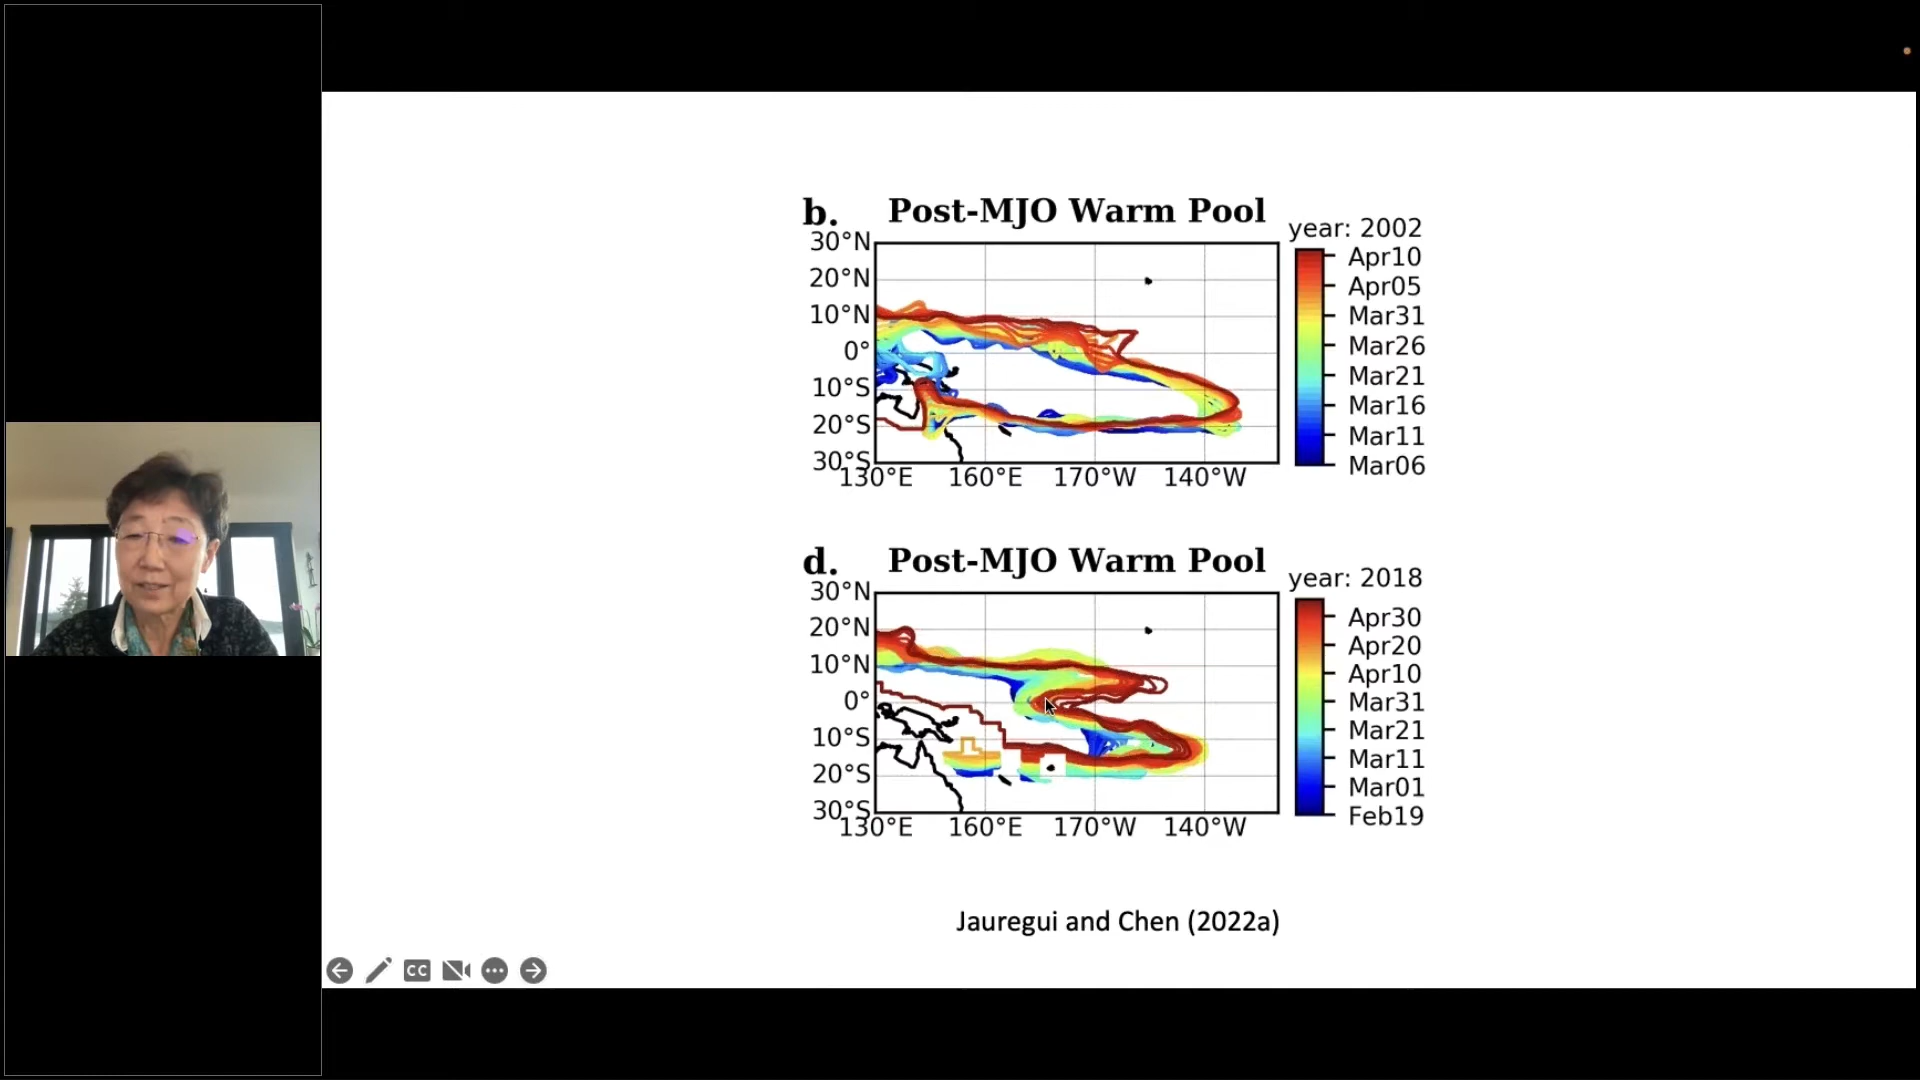 b. Post-MJO Warm Pool
year: 2002
30°N
20°N
10°N
0°
10°S
20°S
30°S
130°E 160°E 170°W 140°W
Apr10
Apr05
Mar31
Mar26
Mar21
Mar16
Mar11
Mar06
d. Post-MJO Warm Pool
year: 2018
30°N
20°N
10°N
0°
10°S
20°S
30°S
130°E 160°E 170°W 140°W
Apr30
Apr20
Apr10
Mar31
Mar21
Mar11
Mar01
Feb19
Jauregui and Chen (2022a)
CC